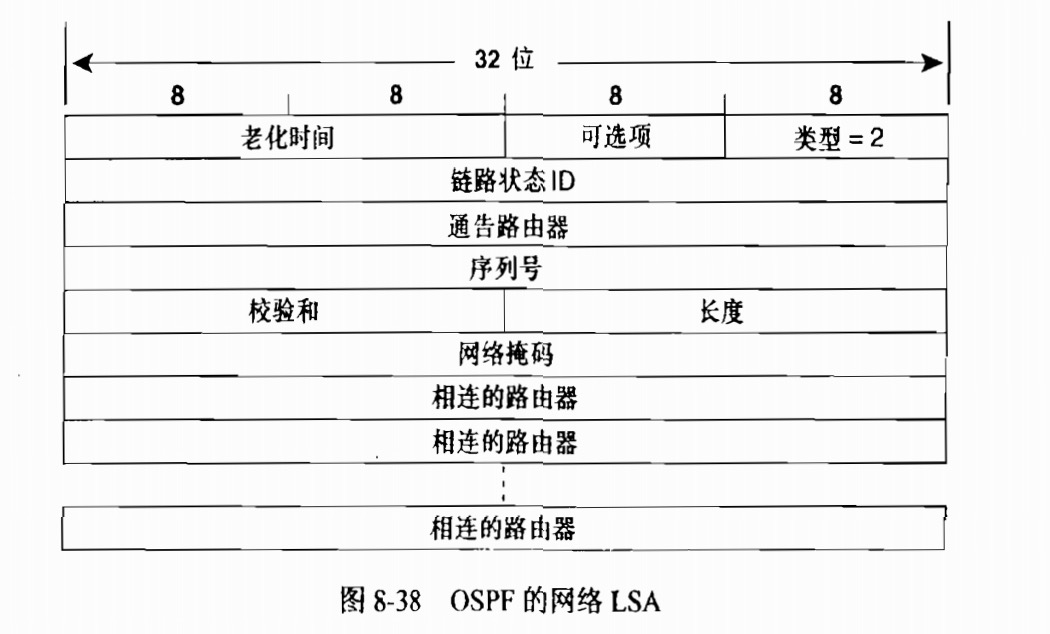 32 位
8 8 8 8
老化时间 可选项 类型 = 2
链路状态 ID
通告路由器
序列号
校验和 长度
网络掩码
相连的路由器
相连的路由器
相连的路由器
图 8-38 OSPF 的网络 LSA